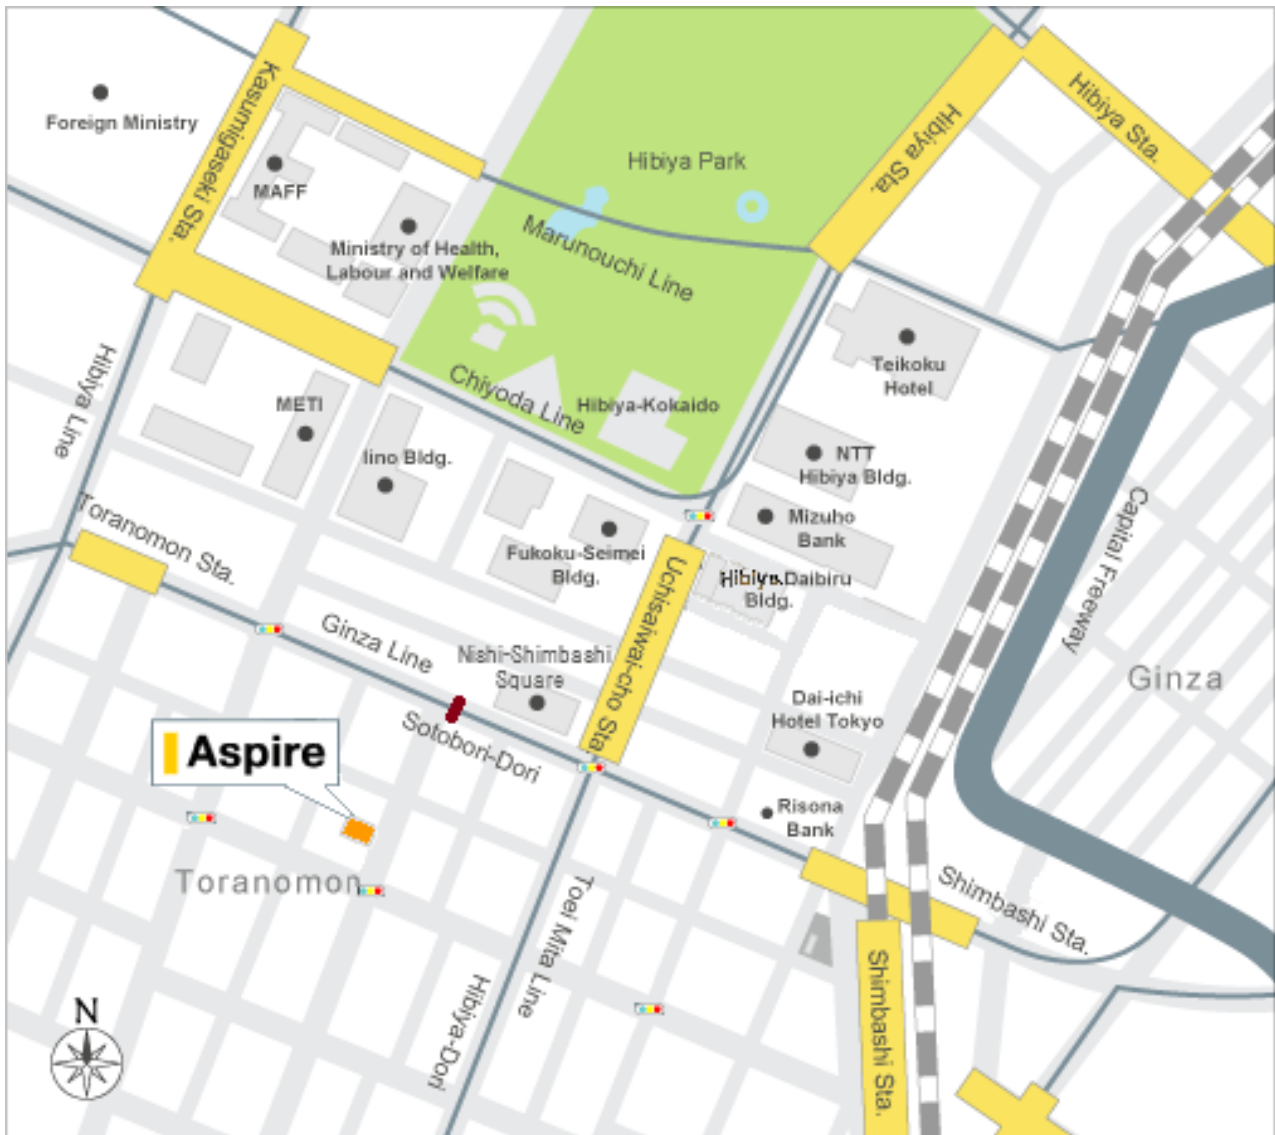 Kasumigaseki Sta.
Foreign Ministry
MAFF
Ministry of Health,
Labour and Welfare
Hibiya Park
Marunouchi Line
Hibiya Sta.
Hibiya Sta.
Teikoku
Hotel
Chiyoda Line
Hibiya-Kokaido
Hibiya Line
METI
Iino Bldg.
NTT
Hibiya Bldg.
Mizuho
Bank
Toranomon Sta.
Fukoku-Seimei
Bldg.
Uchisaiwai-cho Sta.
Hibiya Daibiru
Bldg.
Capital Freeway
Ginza
Ginza Line
Nishi-Shimbashi
Square
Sotobori-Dori
Dai-ichi
Hotel Tokyo
Aspire
Risona
Bank
Toranomon
Shimbashi Sta.
Toei Mita Line
Hibiya-Dori
Shimbashi Sta.
N